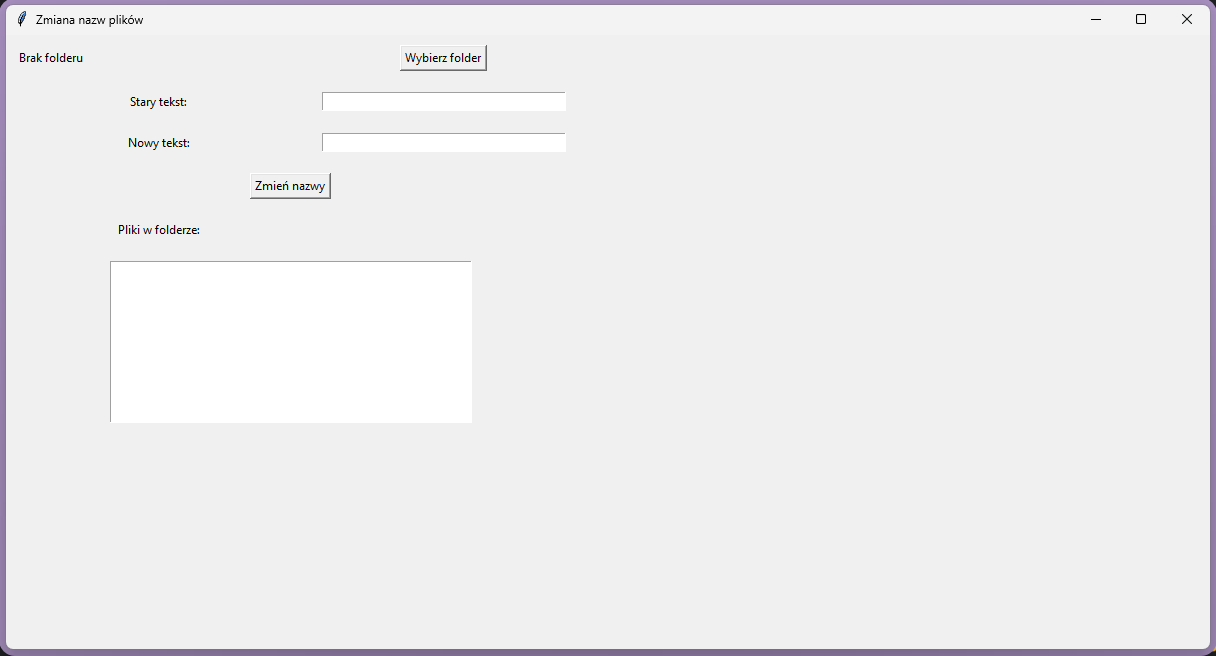 Zmiana nazw plików
Brak folderu
Wybierz folder
Stary tekst:
Nowy tekst:
Zmień nazwy
Pliki w folderze: